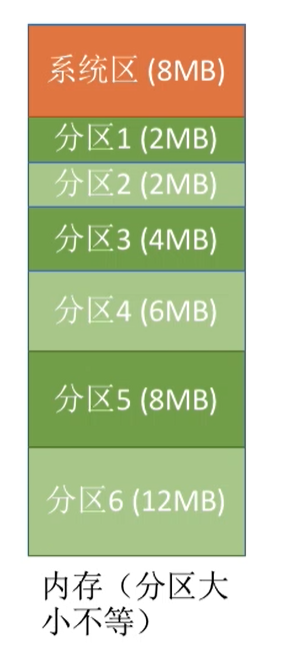 系统区 (8MB)
分区1 (2MB)
分区2 (2MB)
分区3 (4MB)
分区4 (6MB)
分区5 (8MB)
分区6 (12MB)
内存（分区大
小不等）